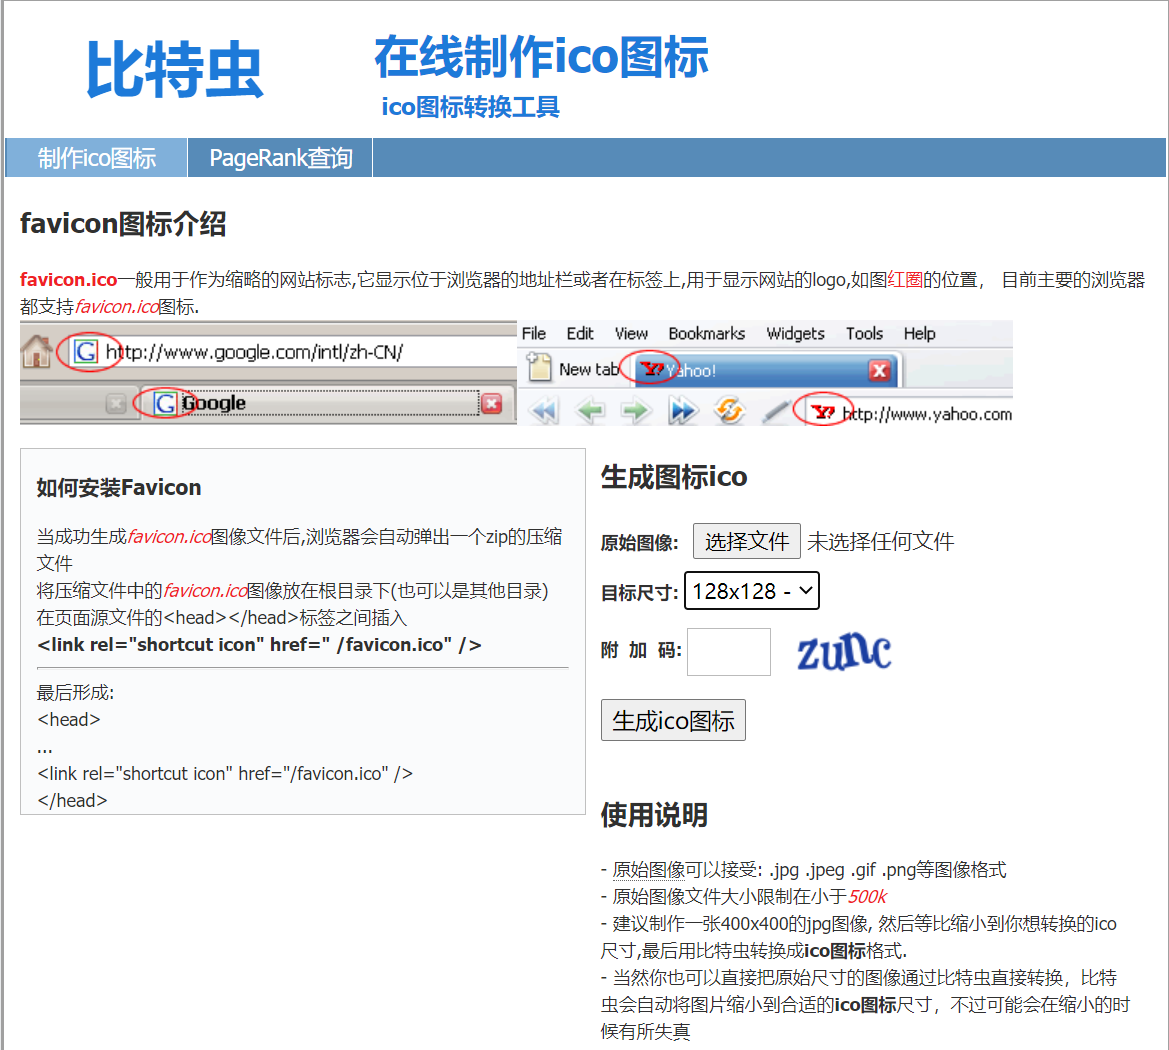 比特虫
在线制作ico图标
ico图标转换工具
制作ico图标 PageRank查询
favicon图标介绍
favicon.ico一般用于作为缩略的网站标志,它显示位于浏览器的地址栏或者在标签上,用于显示网站的logo,如图红圈的位置， 目前主要的浏览器
都支持favicon.ico图标.
http://www.google.com/intl/zh-CN/
Google
File Edit View Bookmarks Widgets Tools Help
New tab Yahoo!
http://www.yahoo.com
如何安装Favicon
当成功生成favicon.ico图像文件后,浏览器会自动弹出一个zip的压缩
文件
将压缩文件中的favicon.ico图像放在根目录下(也可以是其他目录)
在页面源文件的<head></head>标签之间插入
<link rel="shortcut icon" href=" /favicon.ico" />
最后形成:
<head>
...
<link rel="shortcut icon" href="/favicon.ico" />
</head>
生成图标ico
原始图像: 选择文件 未选择任何文件
目标尺寸: 128x128 -
附 加 码: zunc
生成ico图标
使用说明
- 原始图像可以接受: .jpg .jpeg .gif .png等图像格式
- 原始图像文件大小限制在小于500k
- 建议制作一张400x400的jpg图像, 然后等比缩小到你想转换的ico
尺寸,最后用比特虫转换成ico图标格式.
- 当然你也可以直接把原始尺寸的图像通过比特虫直接转换，比特
虫会自动将图片缩小到合适的ico图标尺寸，不过可能会在缩小的时
候有所失真